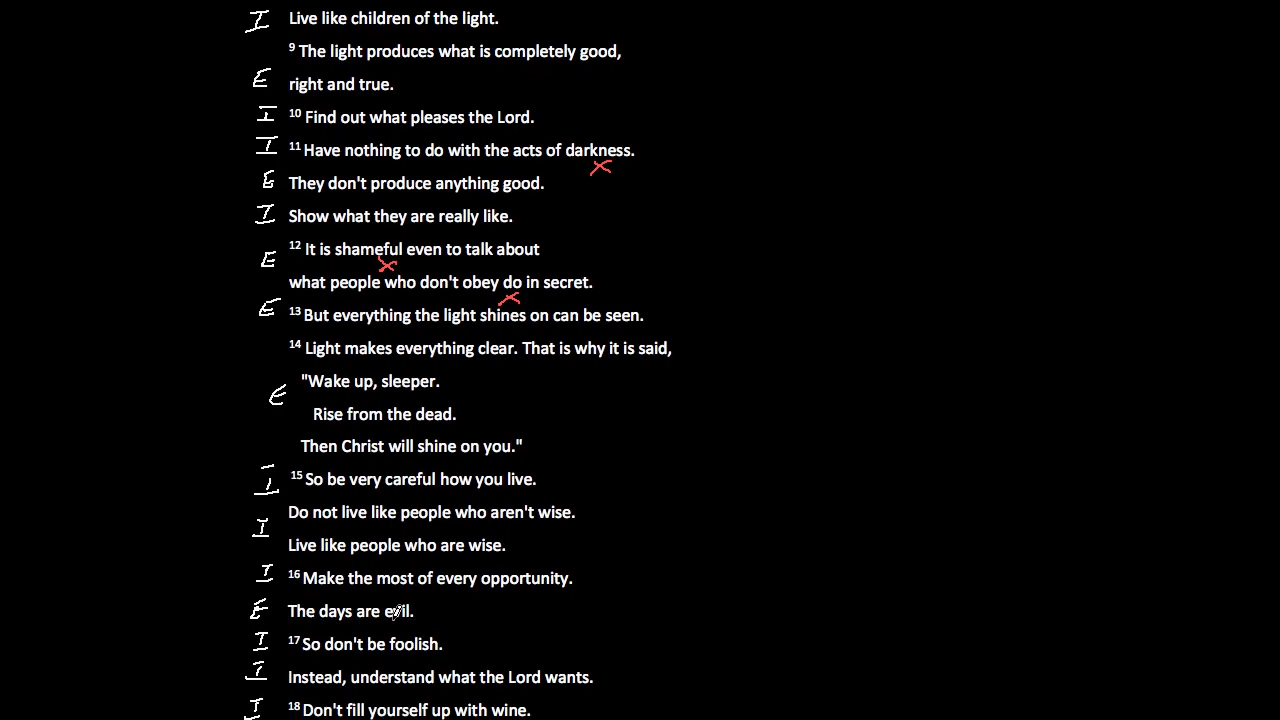 I Live like children of the light.
9 The light produces what is completely good,
E right and true.
I 10 Find out what pleases the Lord.
I 11 Have nothing to do with the acts of darkness.
E They don't produce anything good.
I Show what they are really like.
12 It is shameful even to talk about
E what people who don't obey do in secret.
E 13 But everything the light shines on can be seen.
14 Light makes everything clear. That is why it is said,
"Wake up, sleeper.
E Rise from the dead.
Then Christ will shine on you."
I 15 So be very careful how you live.
Do not live like people who aren't wise.
I Live like people who are wise.
I 16 Make the most of every opportunity.
E The days are evil.
I 17 So don't be foolish.
I Instead, understand what the Lord wants.
I 18 Don't fill yourself up with wine.